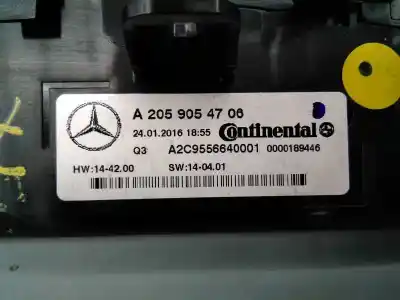 A 205 905 47 06
24.01.2016 18:55 Continental
Q3 A2C9556640001 0000189446
HW:14-42.00 SW:14-04.01